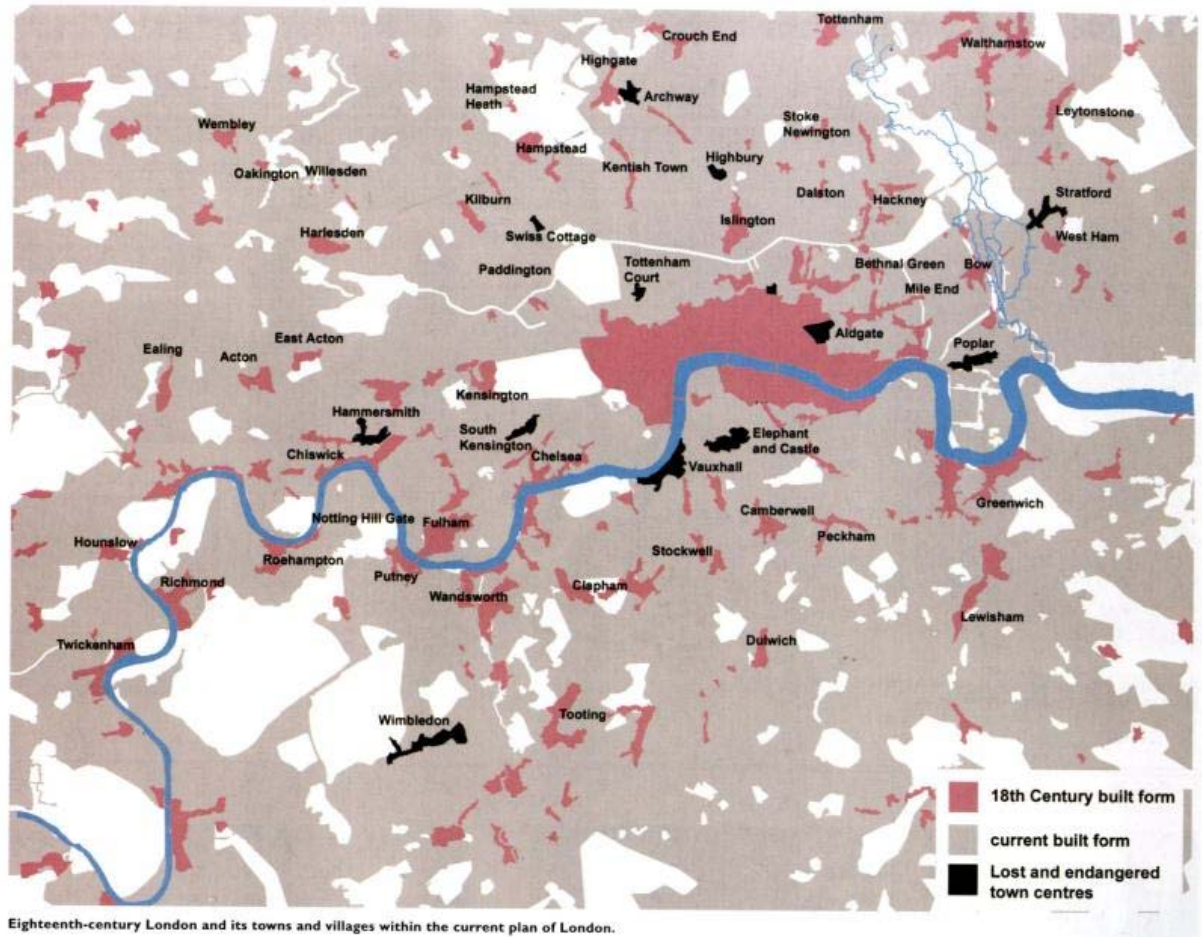 Tottenham
Crouch End
Walthamstow
Highgate
Hampstead
Heath
Archway
Leytonstone
Stoke
Newington
Wembley
Hampstead
Highbury
Kentish Town
Oakington
Willesden
Dalston
Stratford
Hackney
Kilburn
Islington
Harlesden
Swiss Cottage
West Ham
Paddington
Tottenham
Court
Bethnal Green
Bow
Mile End
Aldgate
East Acton
Poplar
Ealing
Acton
Kensington
Hammersmith
South
Kensington
Elephant
and Castle
Chiswick
Chelsea
Vauxhall
Greenwich
Notting Hill Gate
Fulham
Camberwell
Peckham
Hounslow
Stockwell
Roehampton
Richmond
Putney
Clapham
Wandsworth
Lewisham
Twickenham
Dulwich
Wimbledon
Tooting
18th Century built form
current built form
Lost and endangered
town centres
Eighteenth-century London and its towns and villages within the current plan of London.